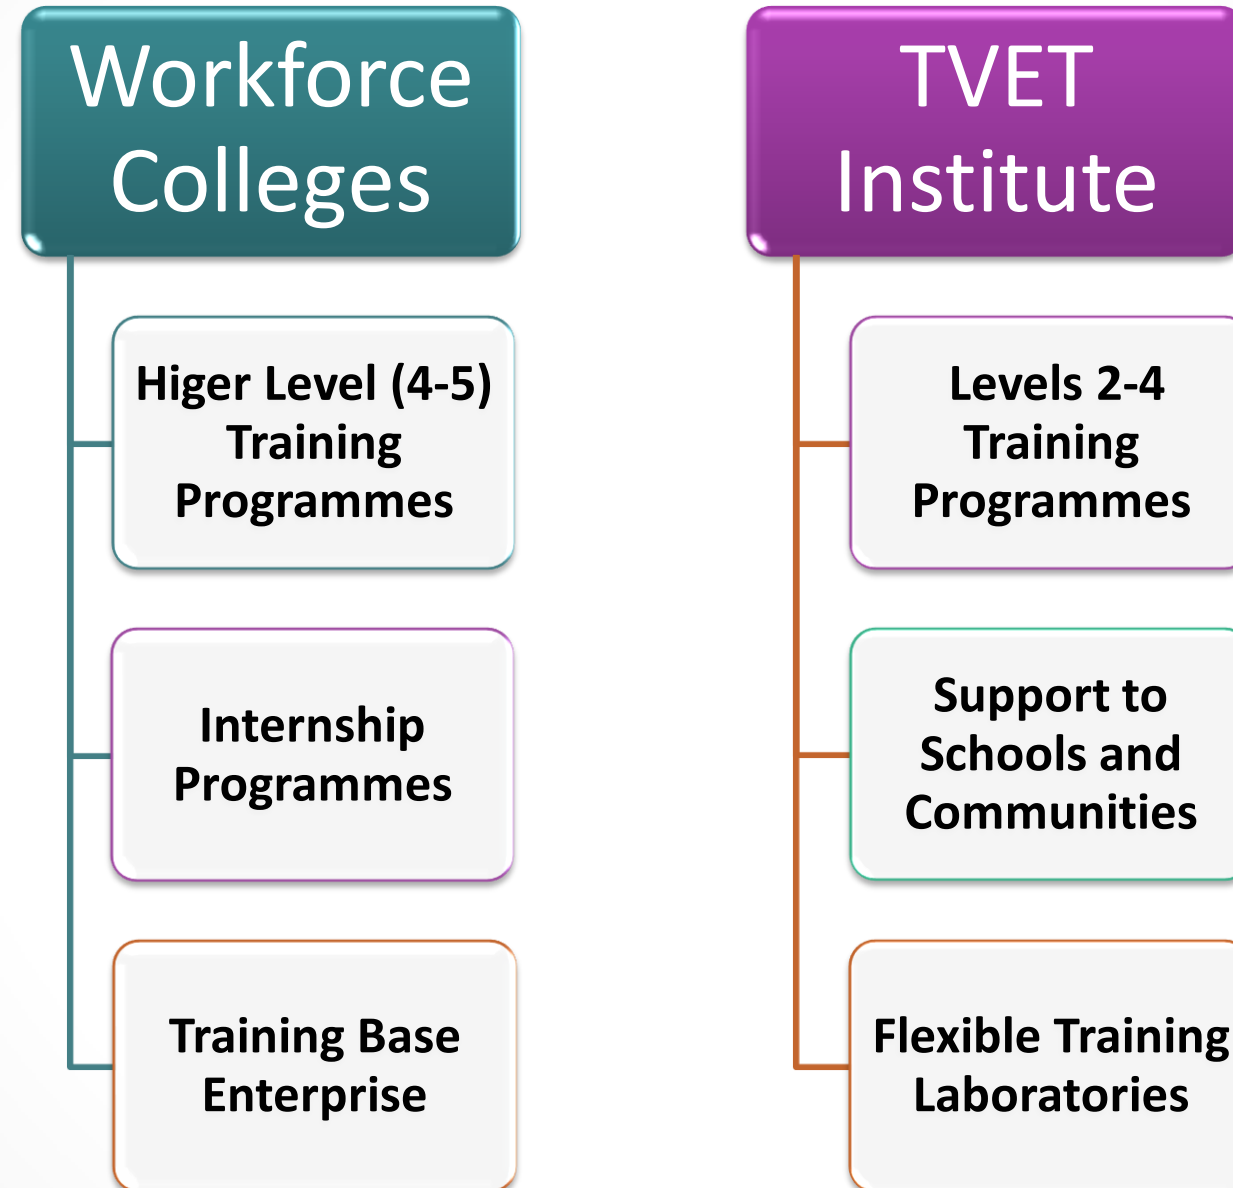 Workforce
Colleges
Higer Level (4-5)
Training
Programmes
Internship
Programmes
Training Base
Enterprise
TVET
Institute
Levels 2-4
Training
Programmes
Support to
Schools and
Communities
Flexible Training
Laboratories